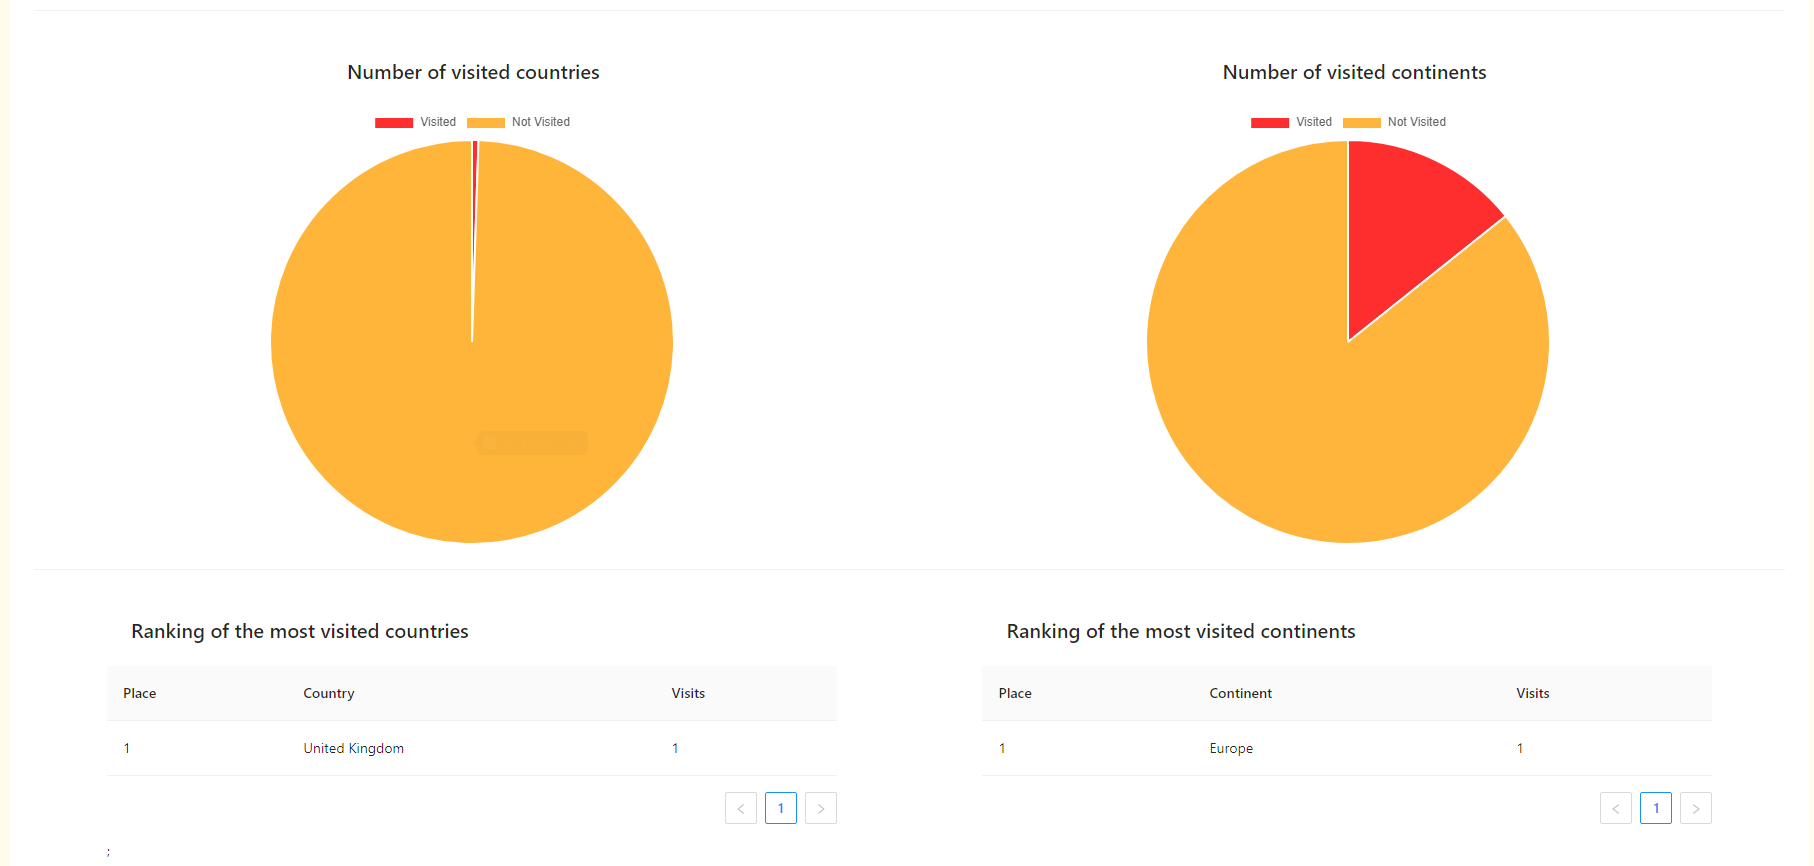 Number of visited countries
Visited Not Visited
Number of visited continents
Visited Not Visited
Ranking of the most visited countries
Place Country Visits
1 United Kingdom 1
< 1 >
;
Ranking of the most visited continents
Place Continent Visits
1 Europe 1
< 1 >